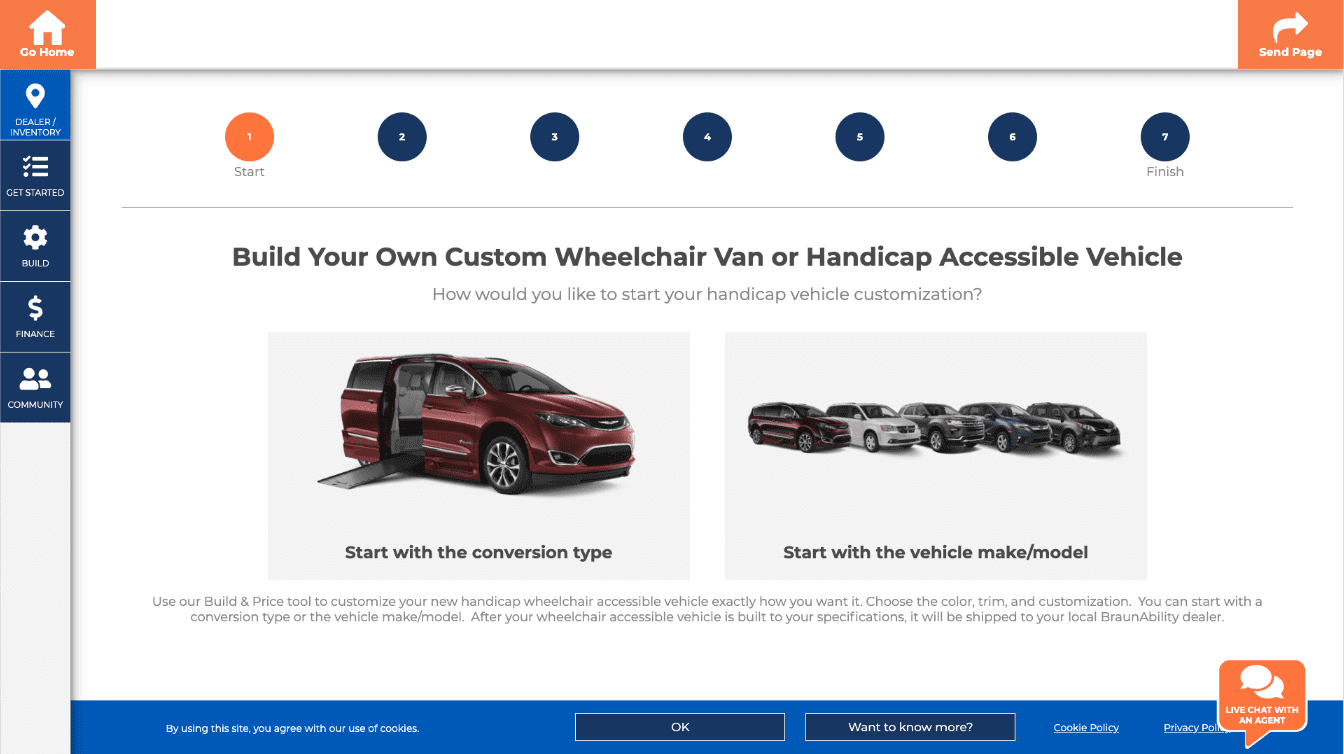 Go Home
Send Page
DEALER /
INVENTORY
GET STARTED
BUILD
FINANCE
COMMUNITY
1
2
3
4
5
6
7
Start
Finish
Build Your Own Custom Wheelchair Van or Handicap Accessible Vehicle
How would you like to start your handicap vehicle customization?
Start with the conversion type
Start with the vehicle make/model
Use our Build & Price tool to customize your new handicap wheelchair accessible vehicle exactly how you want it. Choose the color, trim, and customization. You can start with a
conversion type or the vehicle make/model. After your wheelchair accessible vehicle is built to your specifications, it will be shipped to your local BraunAbility dealer.
LIVE CHAT WITH
AN AGENT
By using this site, you agree with our use of cookies.
OK
Want to know more?
Cookie Policy
Privacy